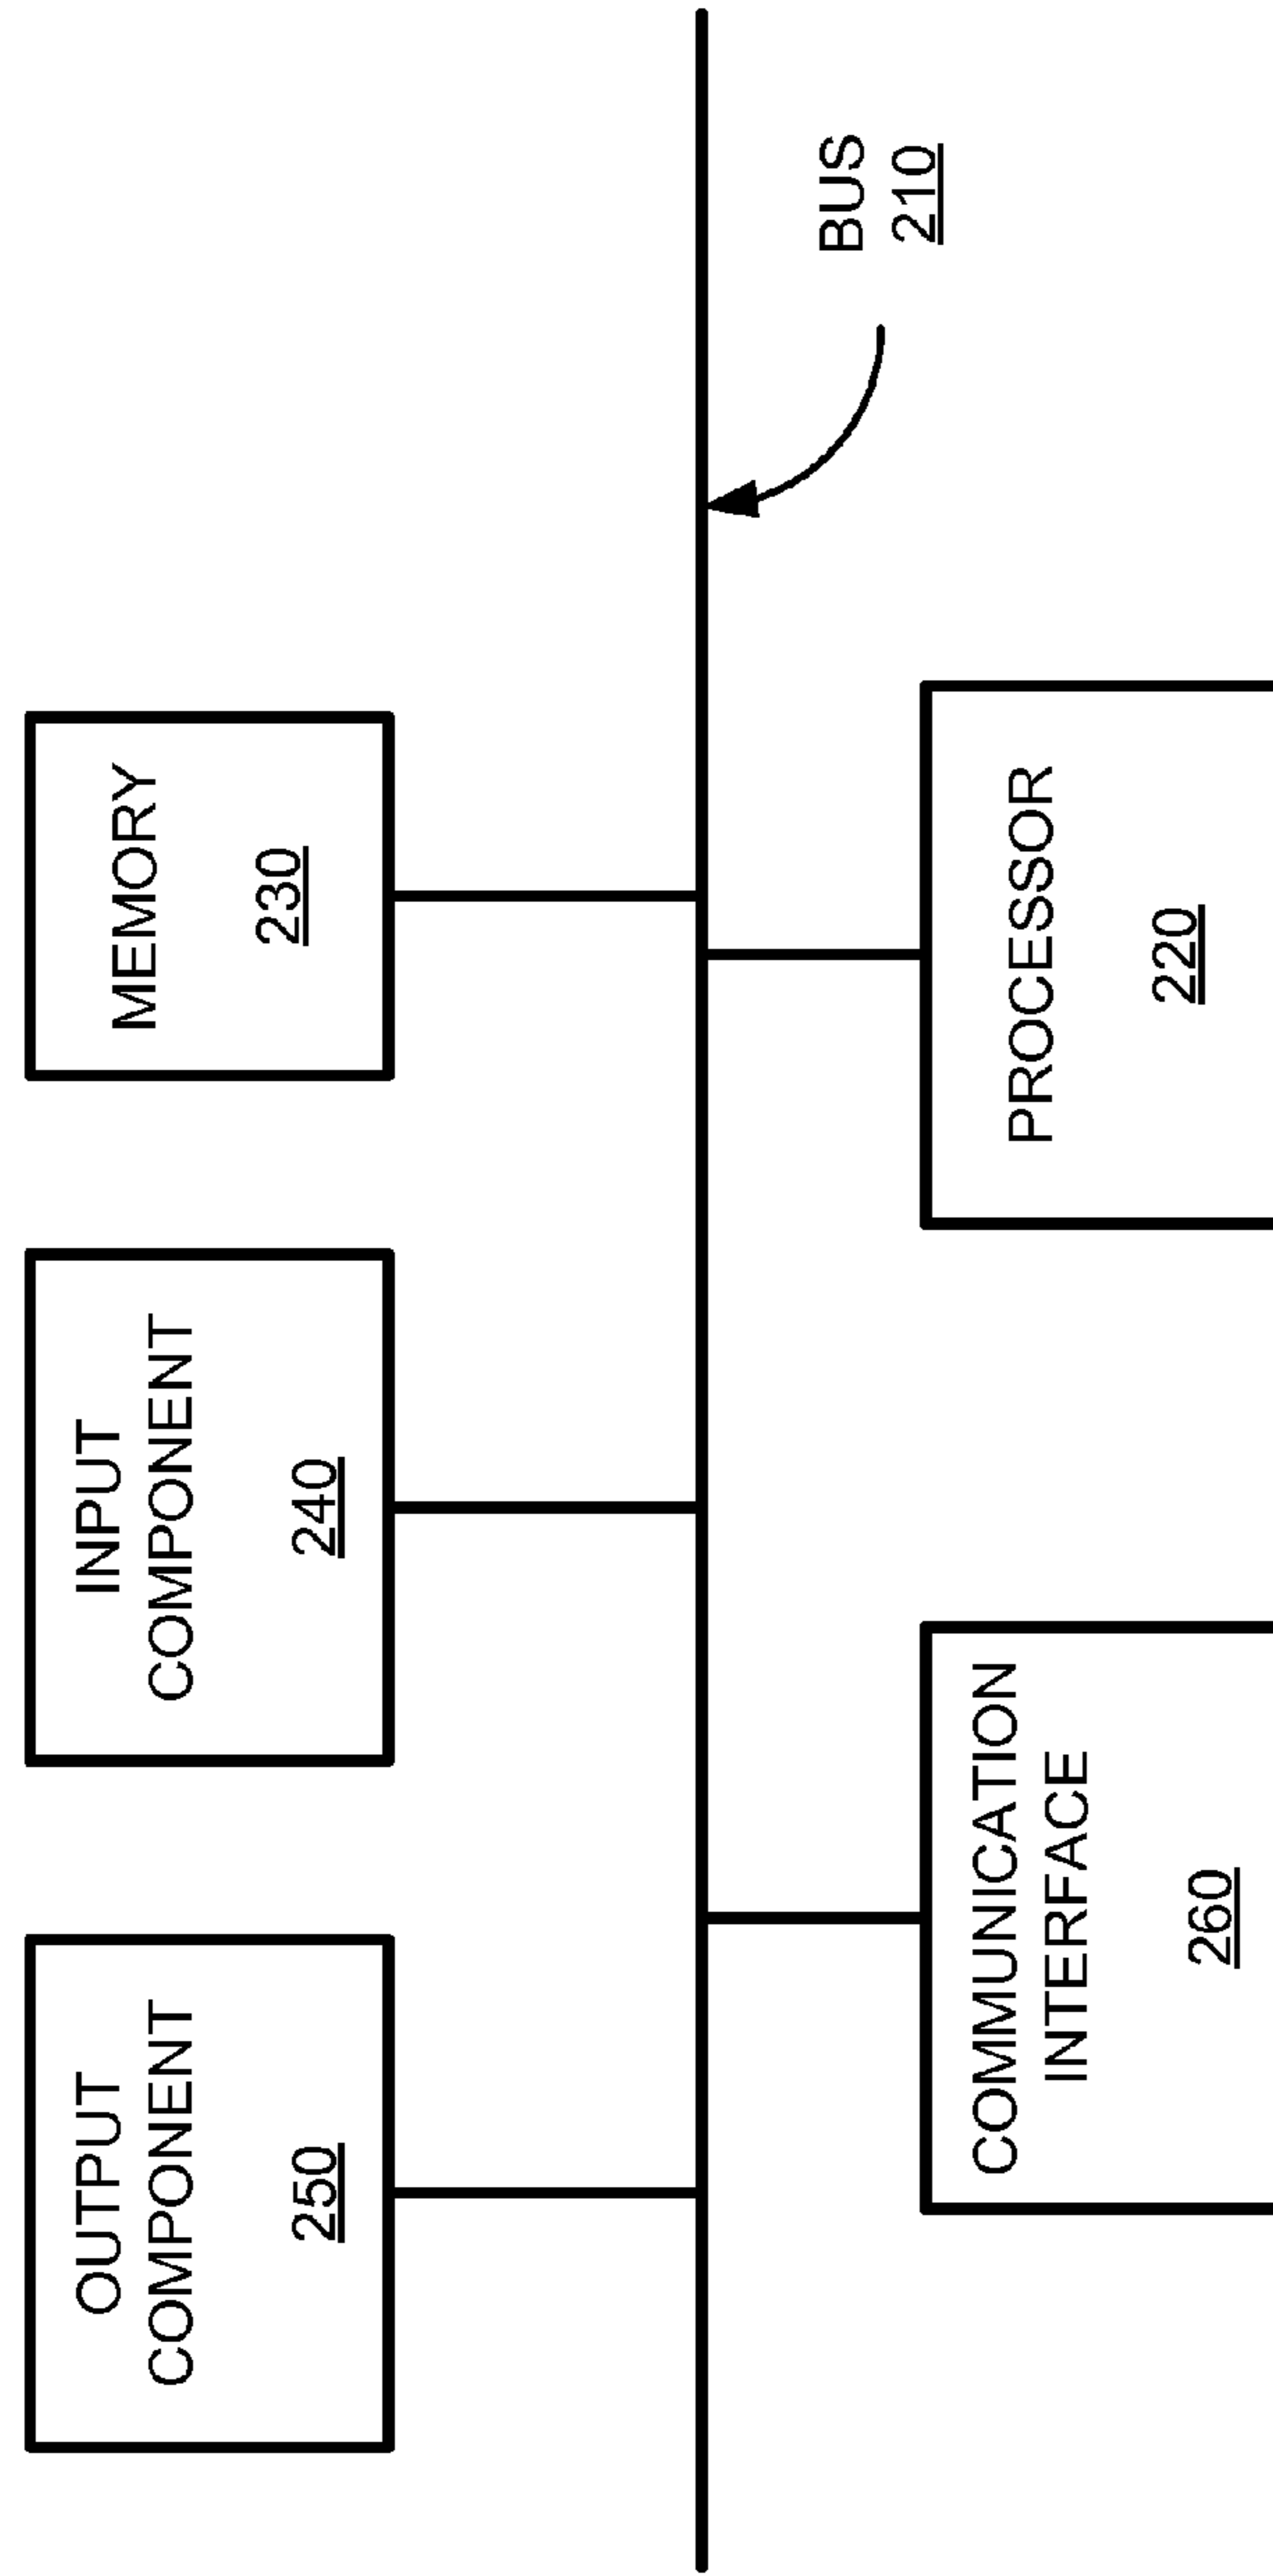 OUTPUT
COMPONENT
250
INPUT
COMPONENT
240
MEMORY
230
BUS
210
COMMUNICATION
INTERFACE
260
PROCESSOR
220